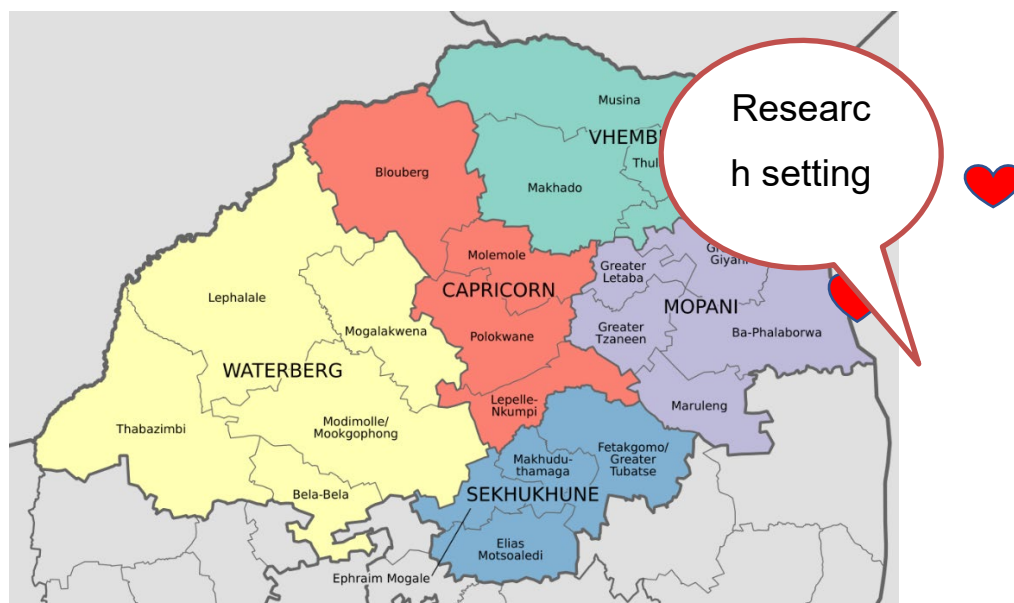 Musina
VHEMB
Thul
Makhado
Blouberg
Researc
h setting
Molemole
CAPRICORN
Polokwane
Lepelle-
Nkumpi
Greater
Letaba
Gr
Giyani
MOPANI
Greater
Tzaneen
Ba-Phalaborwa
Maruleng
Lephalale
Mogalakwena
WATERBERG
Thabazimbi
Modimolle/
Mookgophong
Bela-Bela
Fetakgomo/
Greater
Tubatse
Makhudu-
thamaga
SEKHUKHUNE
Elias
Motsoaledi
Ephraim Mogale